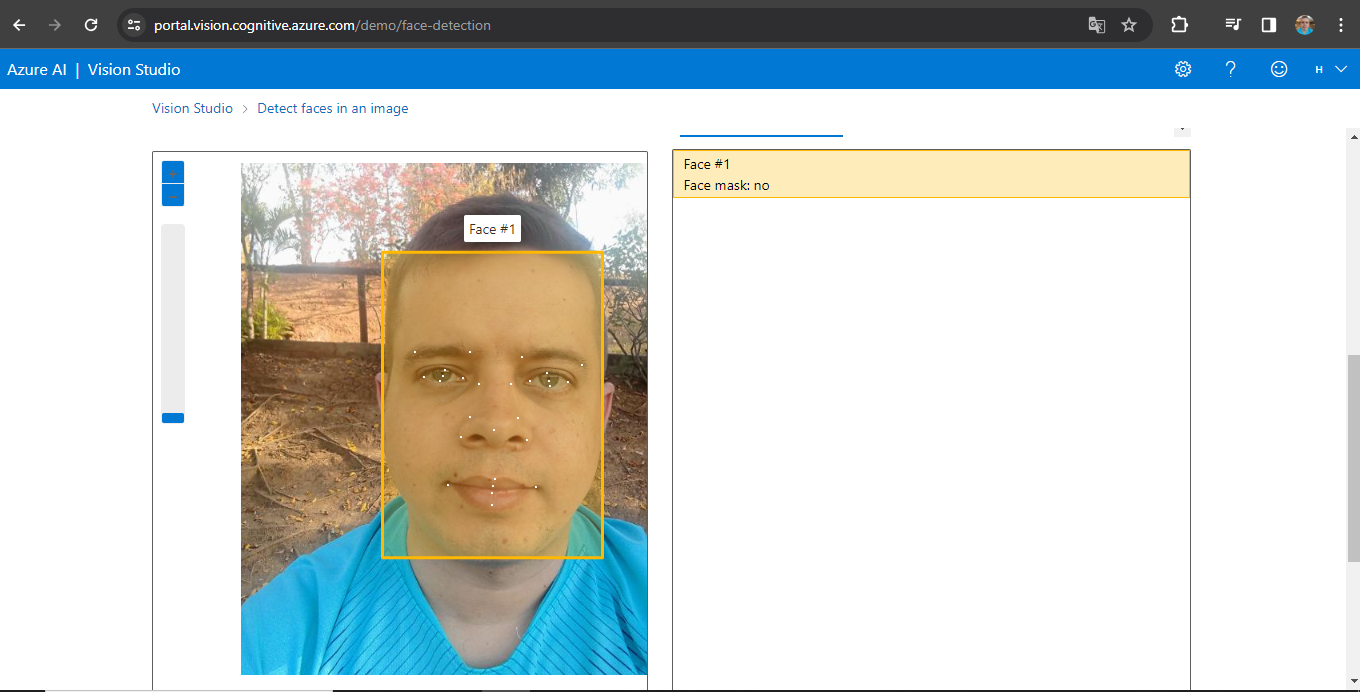 portal.vision.cognitive.azure.com/demo/face-detection
Azure AI | Vision Studio
H
Vision Studio > Detect faces in an image
Face #1
Face mask: no
Face #1